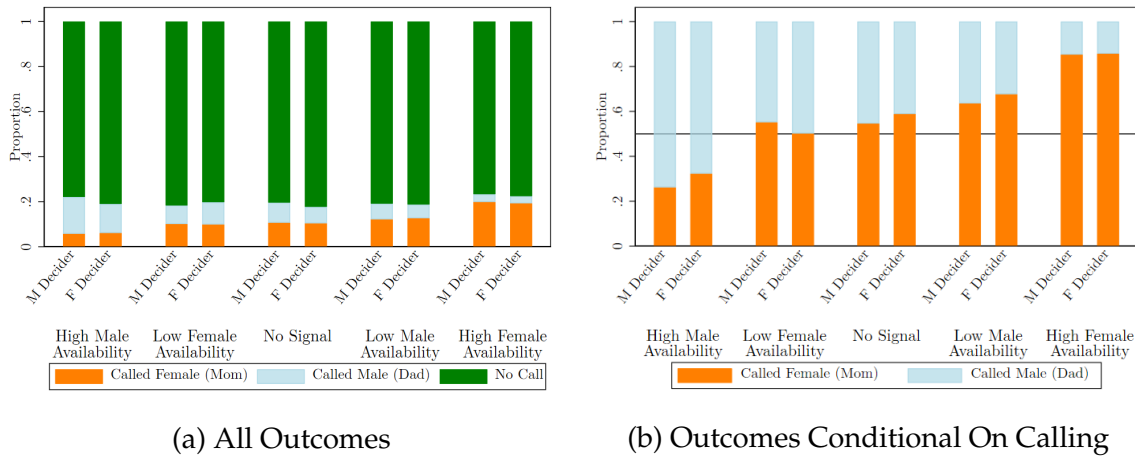 Proportion
0
.2
.4
.6
.8
1
M Decider
F Decider
M Decider
F Decider
M Decider
F Decider
M Decider
F Decider
M Decider
F Decider
High Male
Availability
Low Female
Availability
No Signal
Low Male
Availability
High Female
Availability
Called Female (Mom)
Called Male (Dad)
No Call
(a) All Outcomes
Proportion
0
.2
.4
.6
.8
1
M Decider
F Decider
M Decider
F Decider
M Decider
F Decider
M Decider
F Decider
M Decider
F Decider
High Male
Availability
Low Female
Availability
No Signal
Low Male
Availability
High Female
Availability
Called Female (Mom)
Called Male (Dad)
(b) Outcomes Conditional On Calling